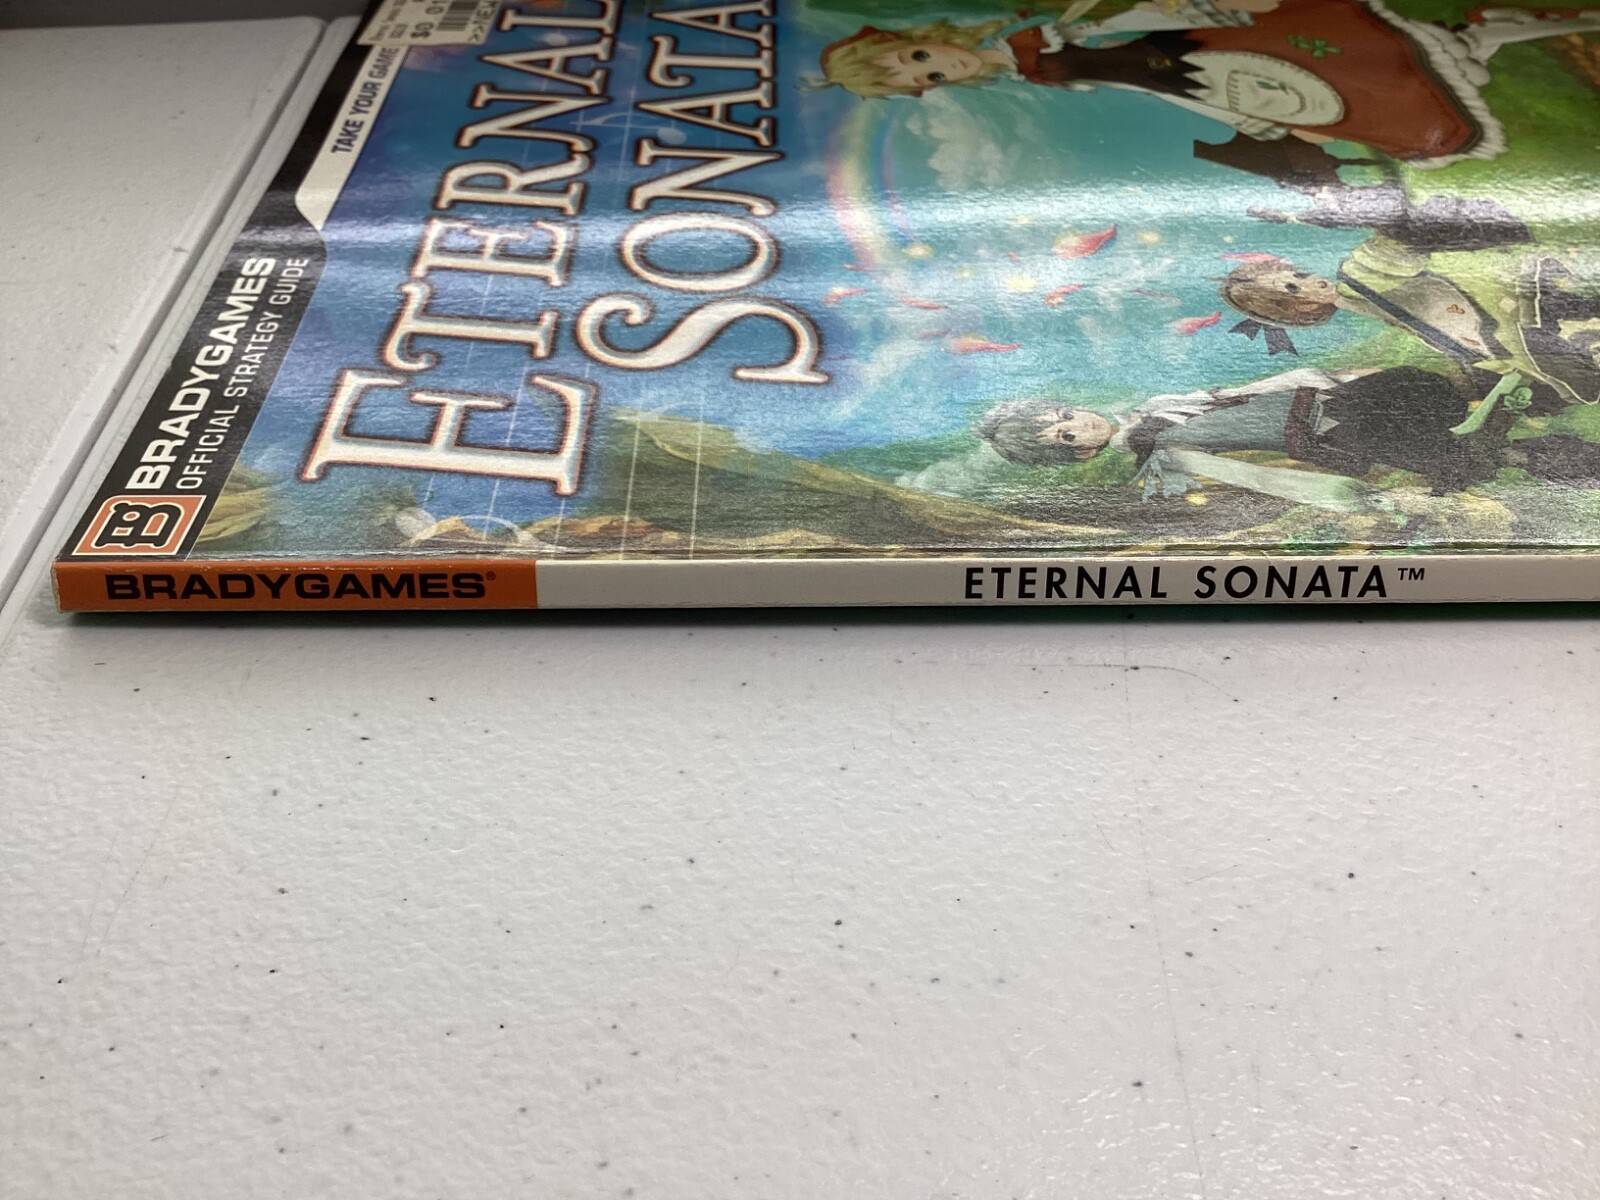 TAKE YOUR GAME
BRADYGAMES
OFFICIAL STRATEGY GUIDE
ETERNAL
SONATA
BRADYGAMES®
ETERNAL SONATA™